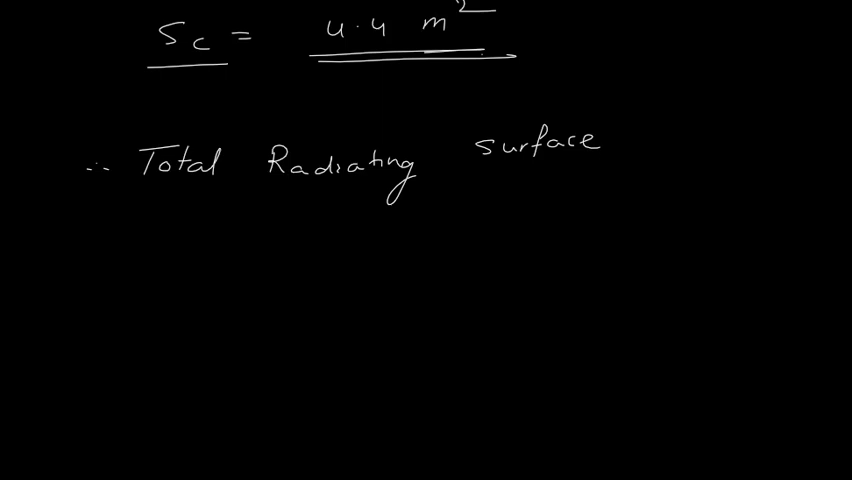 Sc = 4.4 m²
∴ Total Radiating surface